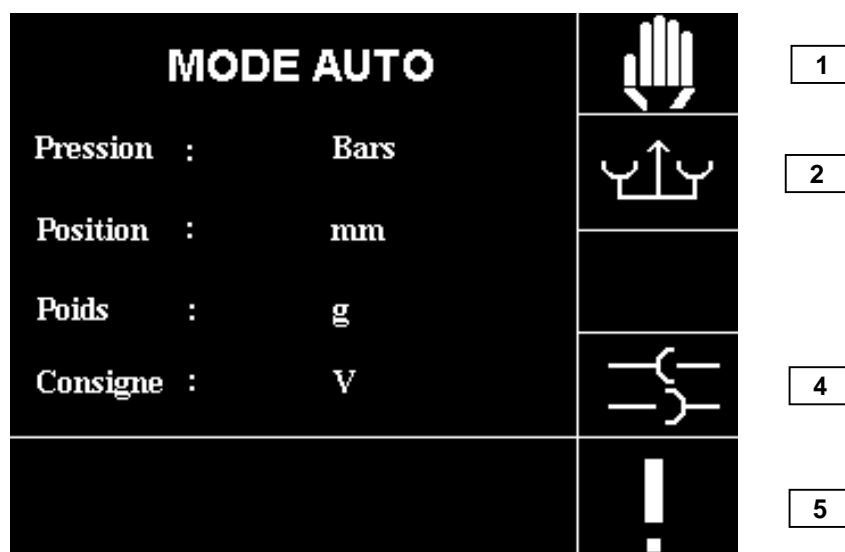 MODE AUTO
1
Pression : Bars
2
Position : mm
Poids : g
Consigne : V
4
!
5